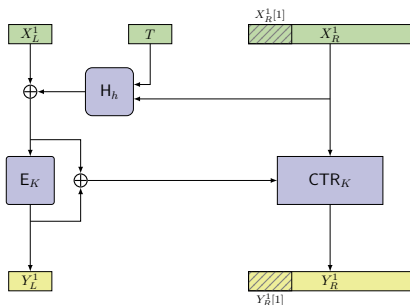 X_R^1[1]
X_L^1 T X_R^1
H_h
E_K CTR_K
Y_L^1 Y_R^1
Y_R^1[1]